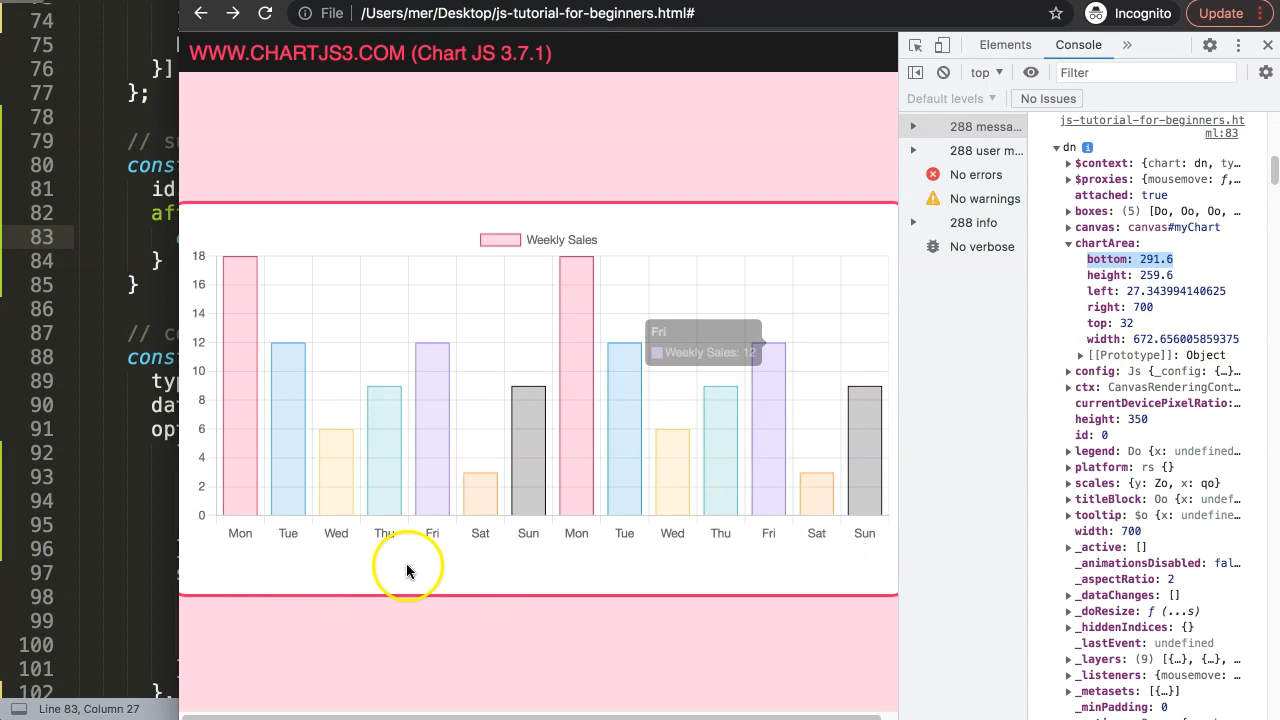 74
75
76 }]
77 };
78
79 // s
80 cons
81 id
82 af
83
84 }
85 }
86
87 // c
88 cons
89 ty
90 da
91 op
92
93
94
95
96
97
98
99
100
101
102 },
Line 83, Column 27
File /Users/mer/Desktop/js-tutorial-for-beginners.html#
Incognito
Update
WWW.CHARTJS3.COM (Chart JS 3.7.1)
Weekly Sales
18
16
14
12
10
8
6
4
2
0
Fri
Weekly Sales: 12
Mon Tue Wed Thu Fri Sat Sun Mon Tue Wed Thu Fri Sat Sun
Elements Console
top Filter
Default levels No Issues
288 messa...
288 user m...
No errors
No warnings
288 info
No verbose
js-tutorial-for-beginners.ht
ml:83
dn i
$context: {chart: dn, ty…
$proxies: {mousemove: ƒ,…
attached: true
boxes: (5) [Do, Oo, Oo, …
canvas: canvas#myChart
chartArea:
bottom: 291.6
height: 259.6
left: 27.343994140625
right: 700
top: 32
width: 672.656005859375
[[Prototype]]: Object
config: Js {_config: {…}…
ctx: CanvasRenderingCont…
currentDevicePixelRatio:…
height: 350
id: 0
legend: Do {x: undefined…
platform: rs {}
scales: {y: Zo, x: qo}
titleBlock: Oo {x: undef…
tooltip: $o {x: undefine…
width: 700
_active: []
_animationsDisabled: fal…
_aspectRatio: 2
_dataChanges: []
_doResize: ƒ (...s)
_hiddenIndices: {}
_lastEvent: undefined
_layers: (9) [{…}, {…}, …
_listeners: {mousemove: …
_metasets: [{…}]
_minPadding: 0